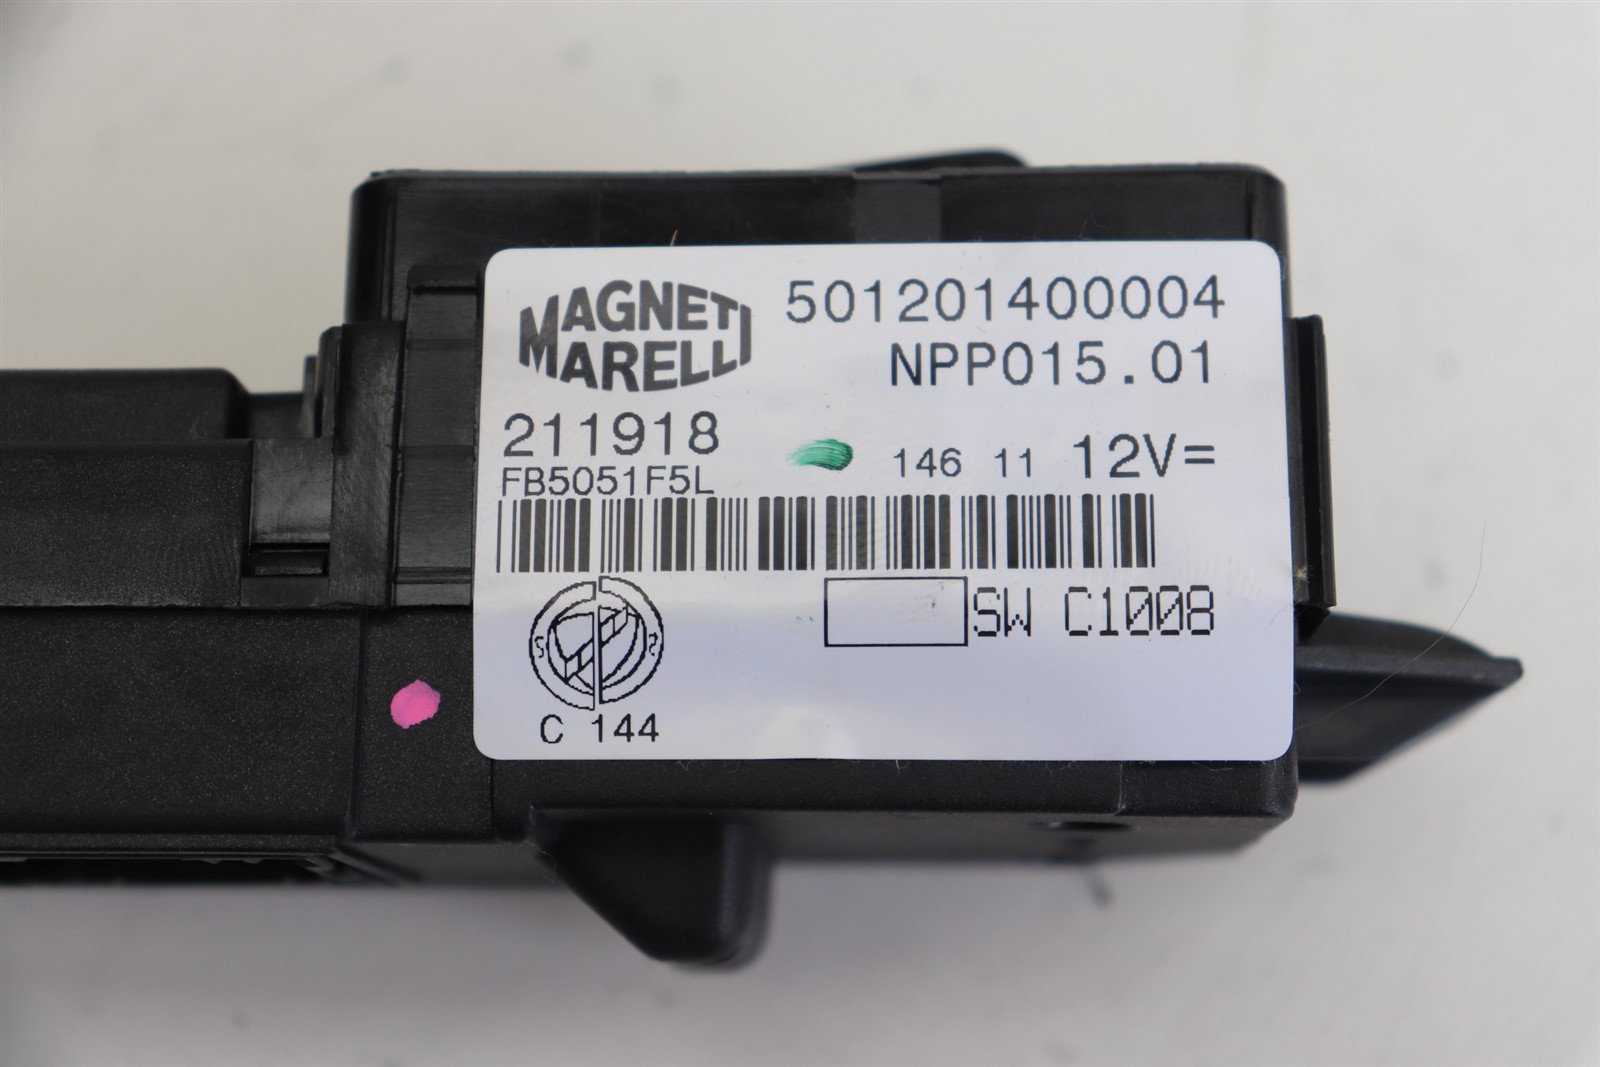 MAGNETI
MARELLI
501201400004
NPP015.01
211918
146 11 12V=
FB5051F5L
SW C1008
C 144